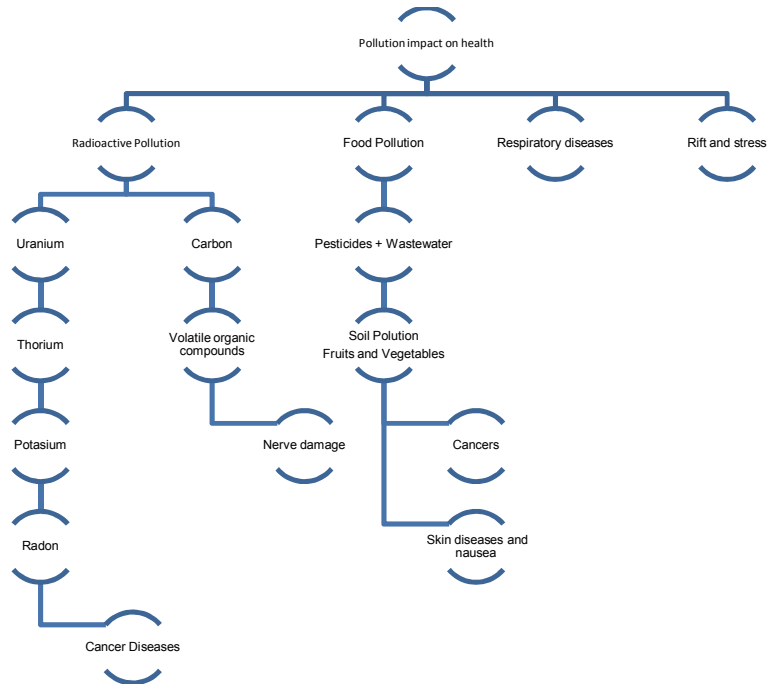 Pollution impact on health
Radioactive Pollution
Food Pollution
Respiratory diseases
Rift and stress
Uranium
Carbon
Pesticides + Wastewater
Thorium
Volatile organic
compounds
Soil Polution
Fruits and Vegetables
Potasium
Nerve damage
Cancers
Radon
Skin diseases and
nausea
Cancer Diseases